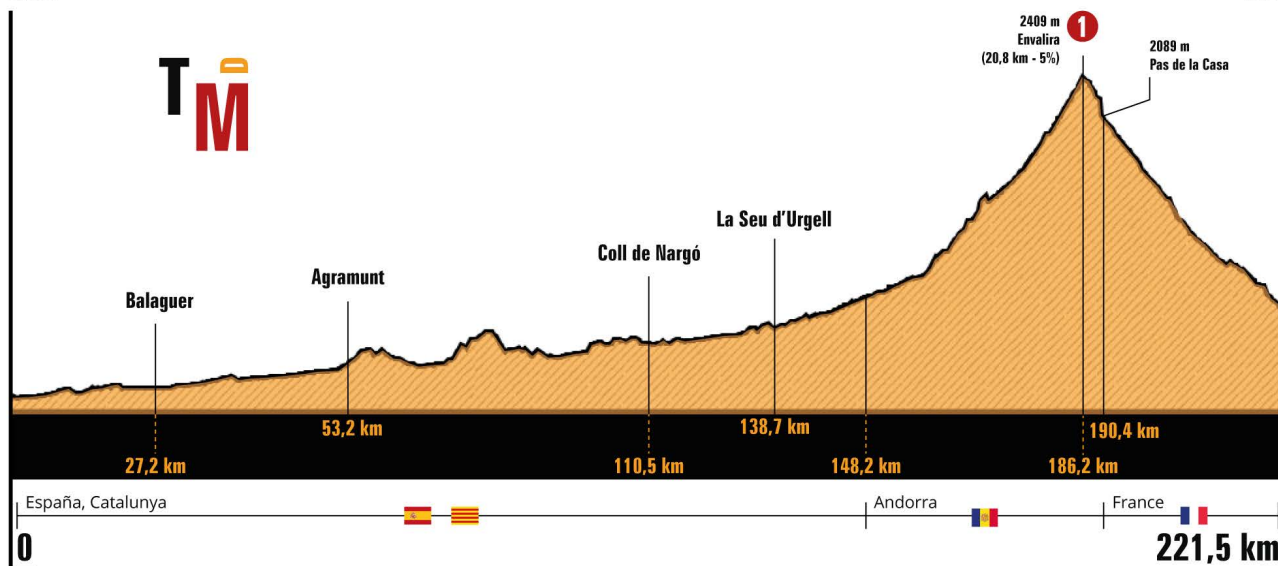 2409 m
Envalira
(20,8 km - 5%)
1
2089 m
Pas de la Casa
T
D
M
La Seu d'Urgell
Coll de Nargó
Agramunt
Balaguer
53,2 km
138,7 km
190,4 km
27,2 km
110,5 km
148,2 km
186,2 km
España, Catalunya
Andorra
France
0
221,5 km